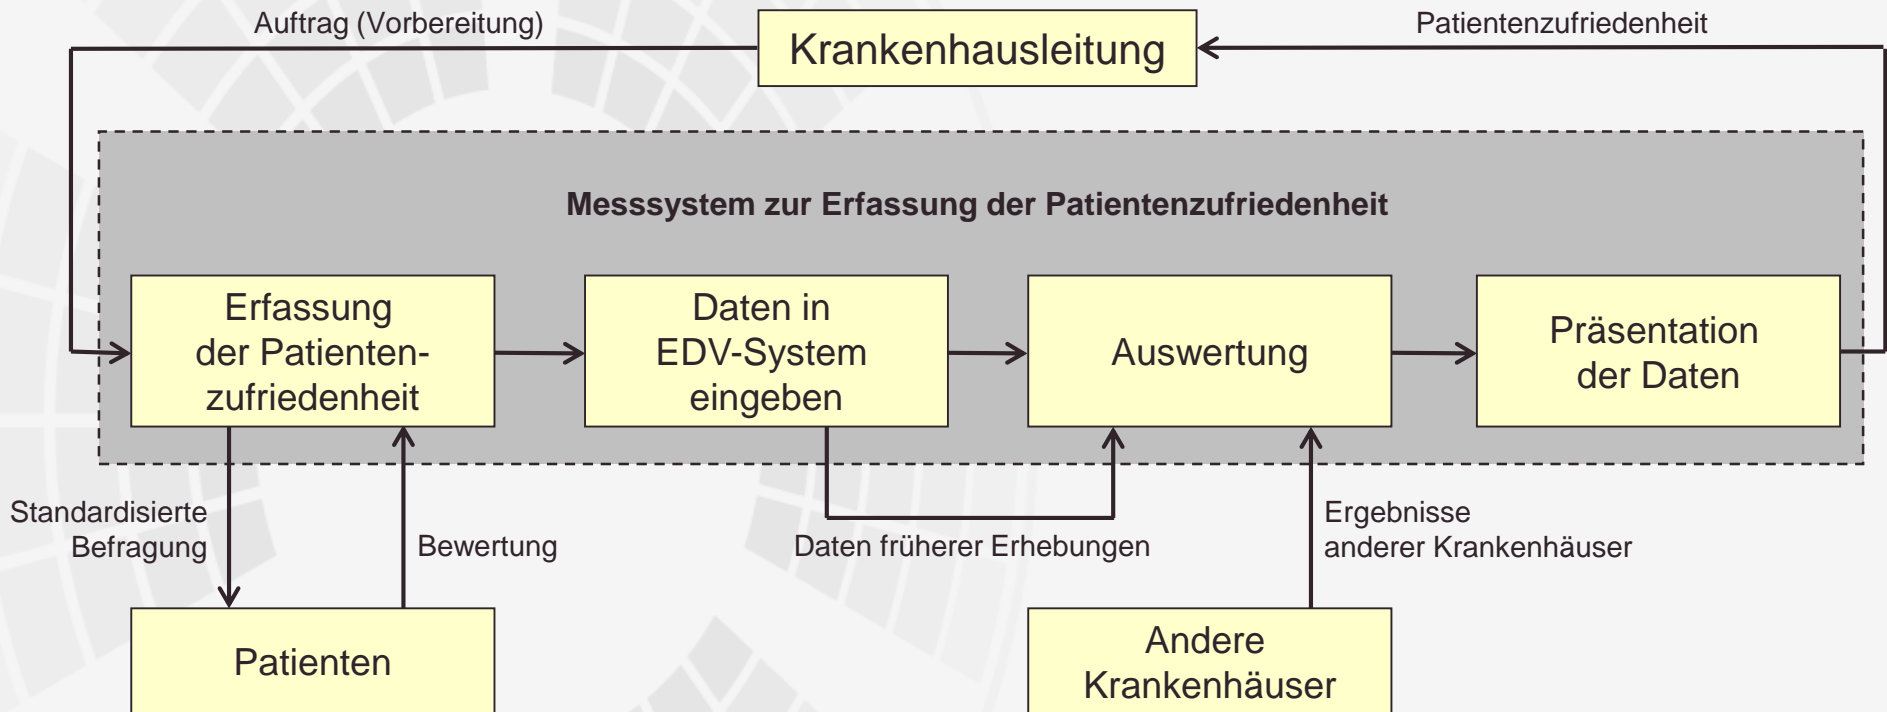 Auftrag (Vorbereitung)
Krankenhausleitung
Patientenzufriedenheit
Messsystem zur Erfassung der Patientenzufriedenheit
Erfassung
der Patienten-
zufriedenheit
Daten in
EDV-System
eingeben
Auswertung
Präsentation
der Daten
Standardisierte
Befragung
Bewertung
Daten früherer Erhebungen
Ergebnisse
anderer Krankenhäuser
Patienten
Andere
Krankenhäuser